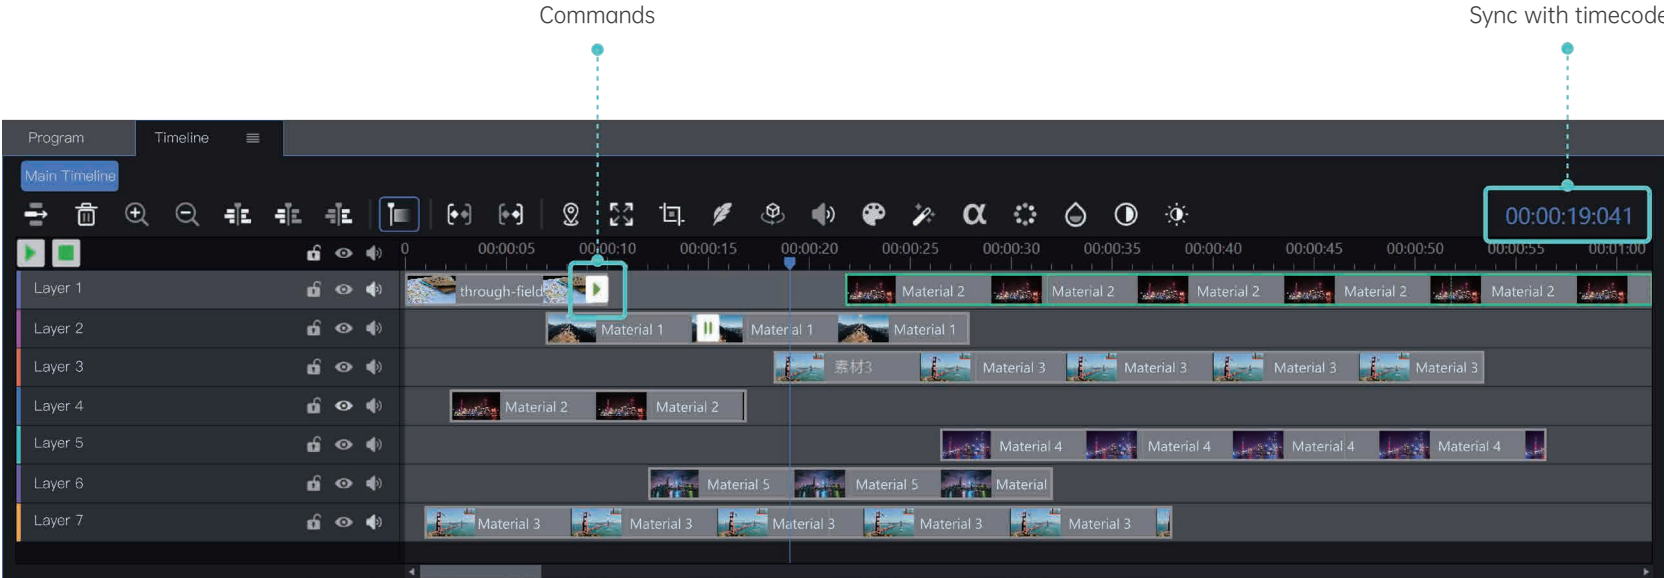 Commands
Sync with timecode
Program
Timeline
Main Timeline
00:00:19:041
0 00:00:05 00:00:10 00:00:15 00:00:20 00:00:25 00:00:30 00:00:35 00:00:40 00:00:45 00:00:50 00:00:55 00:01:00
Layer 1 through-field Material 2 Material 2 Material 2 Material 2 Material 2
Layer 2 Material 1 Material 1 Material 1
Layer 3 素材3 Material 3 Material 3 Material 3 Material 3
Layer 4 Material 2 Material 2
Layer 5 Material 4 Material 4 Material 4 Material 4
Layer 6 Material 5 Material 5 Material
Layer 7 Material 3 Material 3 Material 3 Material 3 Material 3